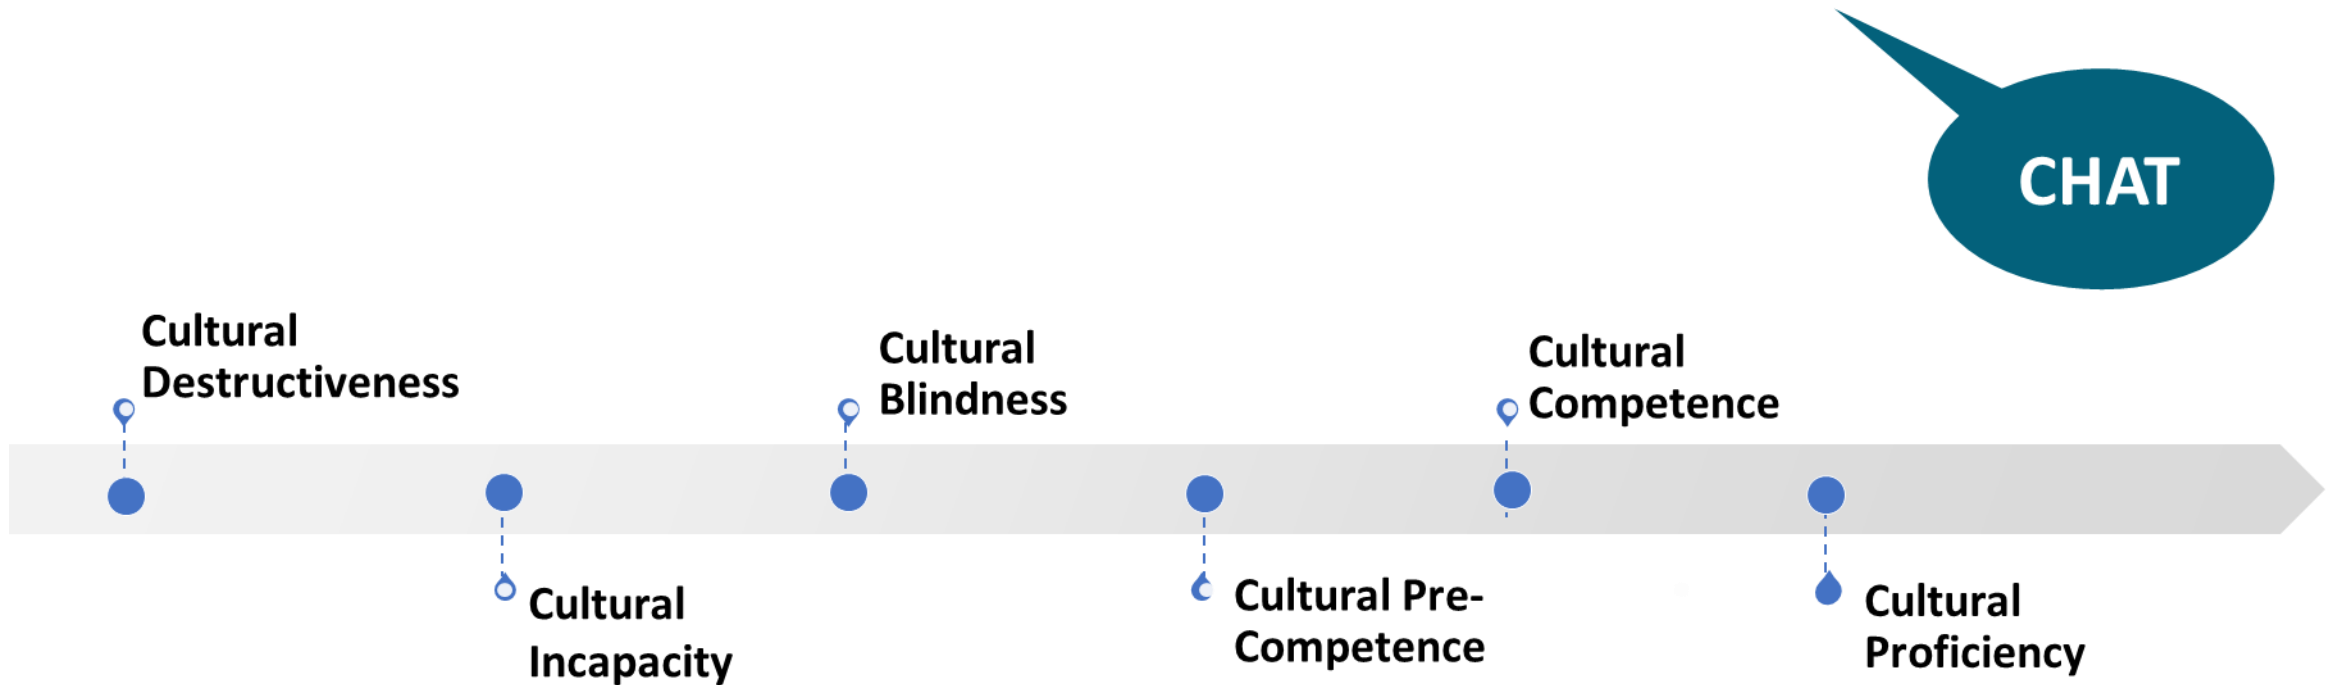 CHAT
Cultural
Destructiveness
Cultural
Incapacity
Cultural
Blindness
Cultural Pre-
Competence
Cultural
Competence
Cultural
Proficiency